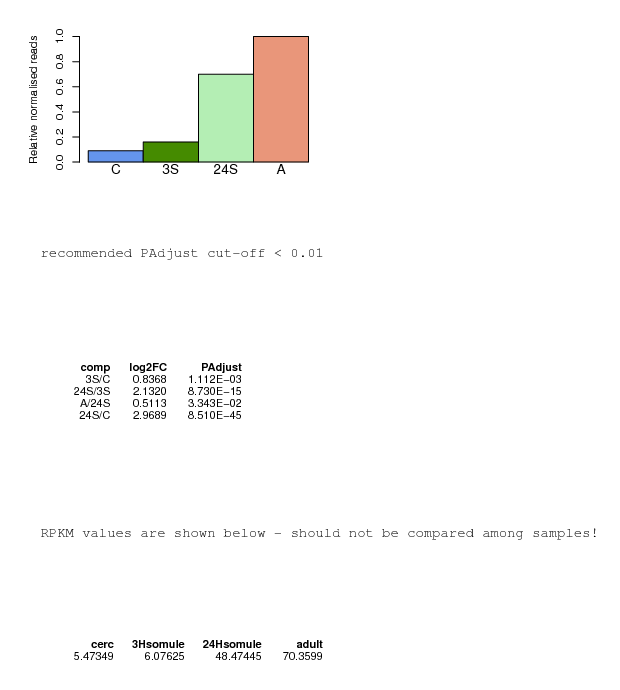 Relative normalised reads
1.0
0.8
0.6
0.4
0.2
0.0
C 3S 24S A
recommended PAdjust cut-off < 0.01
comp log2FC PAdjust
3S/C 0.8368 1.112E-03
24S/3S 2.1320 8.730E-15
A/24S 0.5113 3.343E-02
24S/C 2.9689 8.510E-45
RPKM values are shown below - should not be compared among samples!
cerc 3Hsomule 24Hsomule adult
5.47349 6.07625 48.47445 70.3599